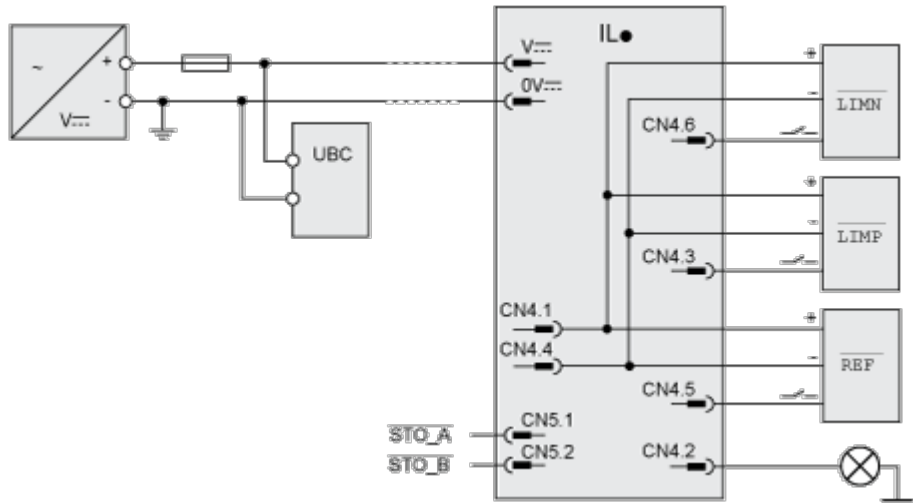 ~
+
-
V⎓
UBC
IL●
V⎓
0V⎓
CN4.6
CN4.3
CN4.1
CN4.4
CN4.5
CN5.1
CN5.2
CN4.2
STO_A
STO_B
+
-
LIMN
+
-
LIMP
+
-
REF